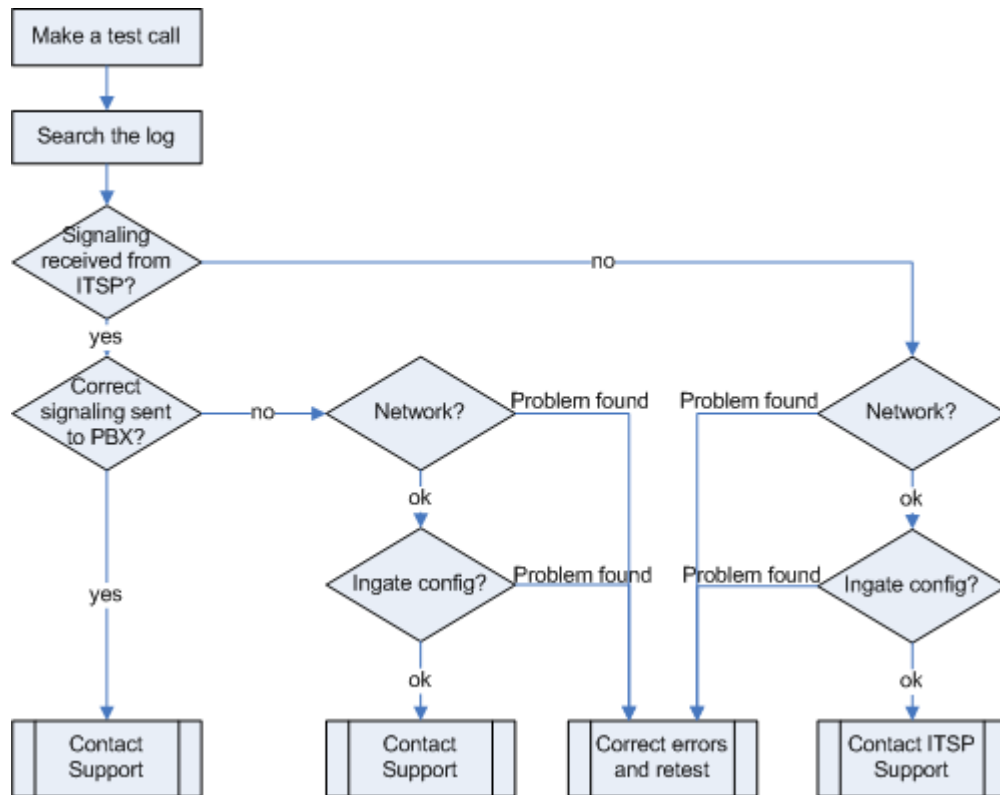 Make a test call
Search the log
Signaling
received from
ITSP?
no
yes
Correct
signaling sent
to PBX?
no
Network?
Problem found
Problem found
Network?
ok
ok
Ingate config?
Problem found
Problem found
Ingate config?
yes
ok
ok
Contact
Support
Contact
Support
Correct errors
and retest
Contact ITSP
Support